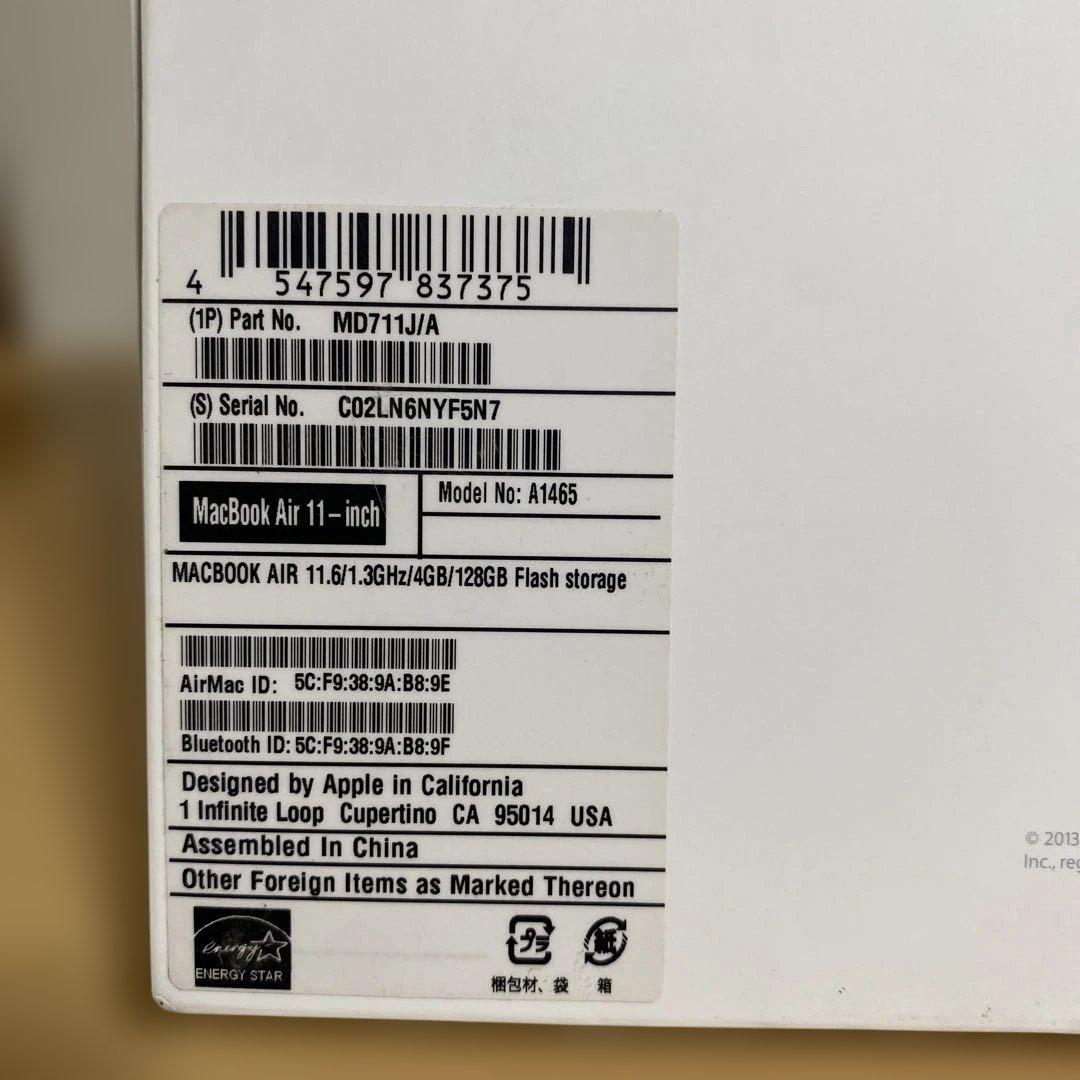 4 547597 837375
(1P) Part No. MD711J/A
(S) Serial No. C02LN6NYF5N7
MacBook Air 11-inch
Model No: A1465
MACBOOK AIR 11.6/1.3GHz/4GB/128GB Flash storage
AirMac ID: 5C:F9:38:9A:B8:9E
Bluetooth ID: 5C:F9:38:9A:B8:9F
Designed by Apple in California
1 Infinite Loop Cupertino CA 95014 USA
Assembled In China
Other Foreign Items as Marked Thereon
energy
ENERGY STAR
プラ
紙
梱包材、袋
箱
© 2013
Inc.,